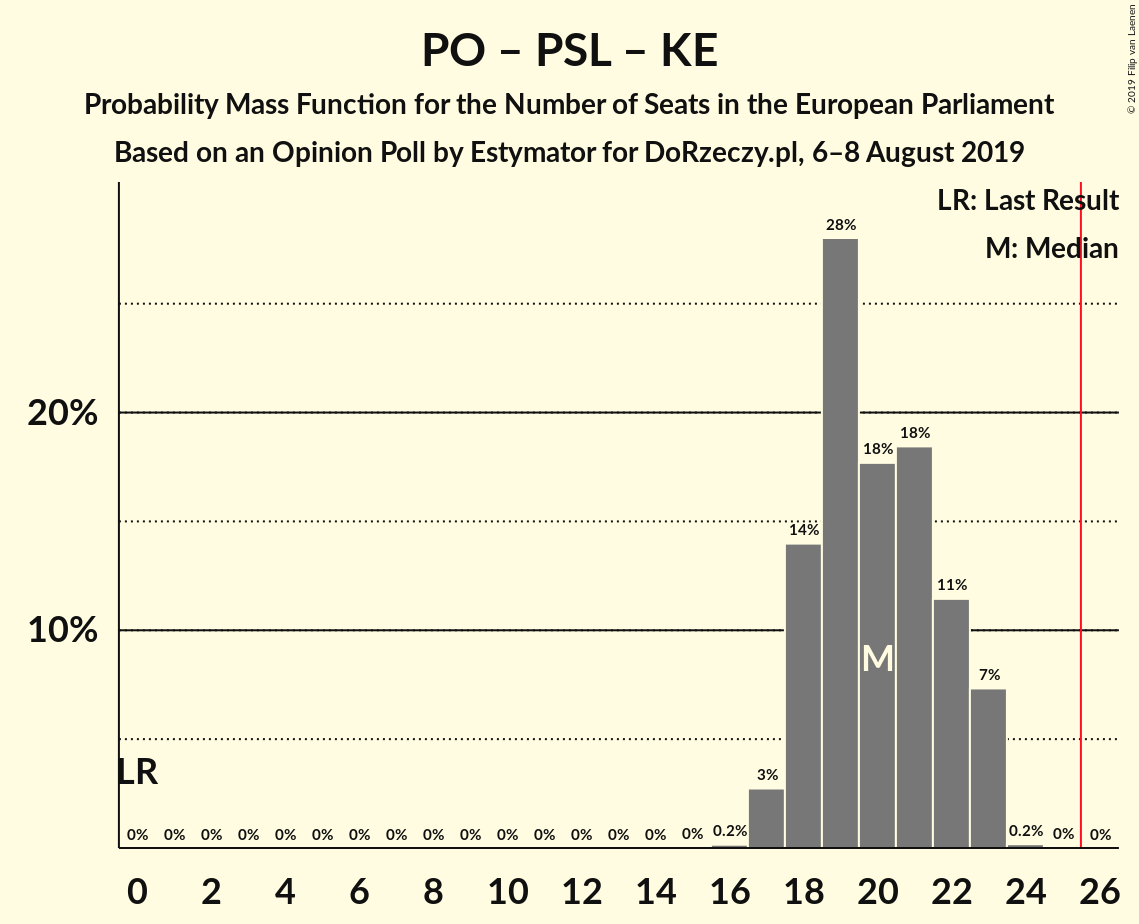 PO – PSL – KE
Probability Mass Function for the Number of Seats in the European Parliament
Based on an Opinion Poll by Estymator for DoRzeczy.pl, 6–8 August 2019
© 2019 Filip van Laenen
LR: Last Result
M: Median
28%
20%
18% 18%
14%
11%
10%
M
7%
LR
3%
0% 0% 0% 0% 0% 0% 0% 0% 0% 0% 0% 0% 0% 0% 0% 0% 0.2% 0.2% 0% 0%
0 2 4 6 8 10 12 14 16 18 20 22 24 26